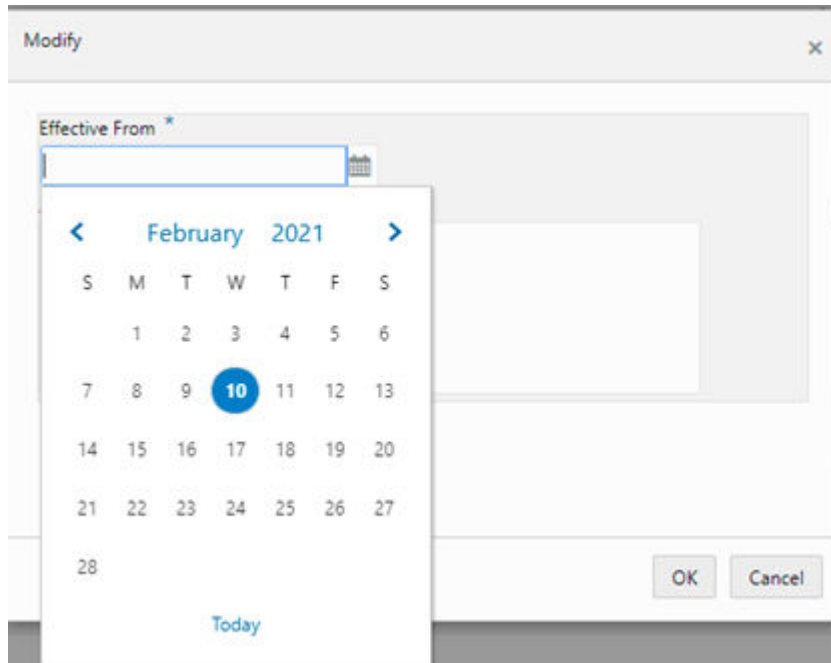 Modify
×
Effective From *
February 2021
S M T W T F S
1 2 3 4 5 6
7 8 9 10 11 12 13
14 15 16 17 18 19 20
21 22 23 24 25 26 27
28
OK Cancel
Today